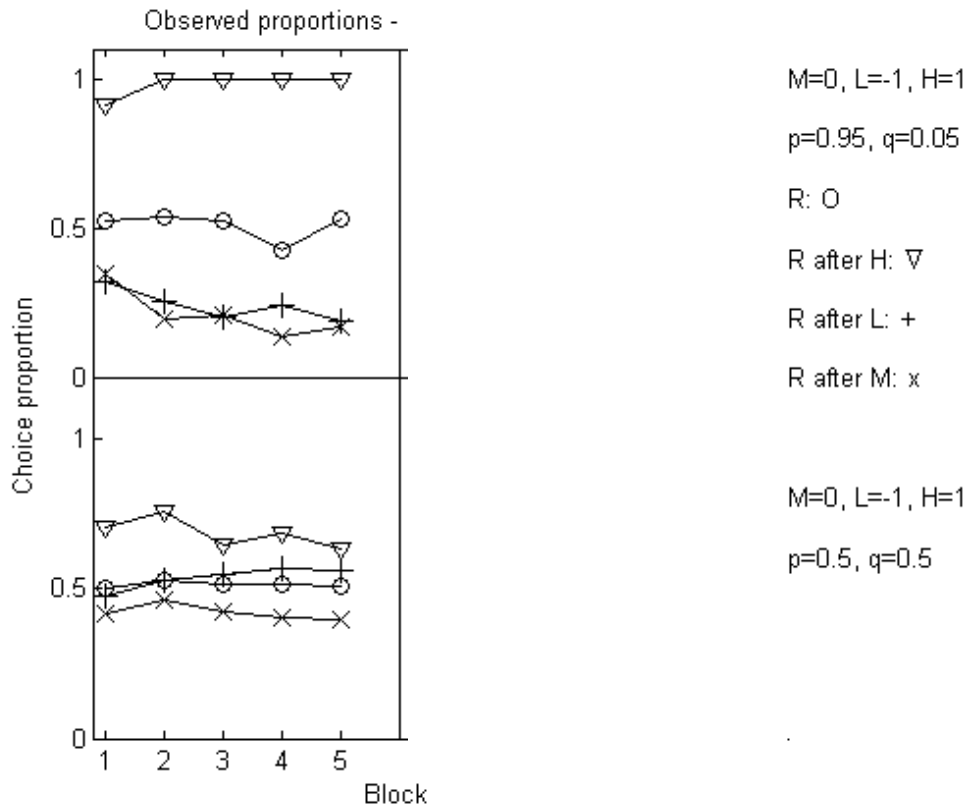 Observed proportions -
1
0.5
0
1
0.5
0
Choice proportion
1 2 3 4 5
Block
M=0, L=-1, H=1
p=0.95, q=0.05
R: O
R after H: ∇
R after L: +
R after M: x
M=0, L=-1, H=1
p=0.5, q=0.5